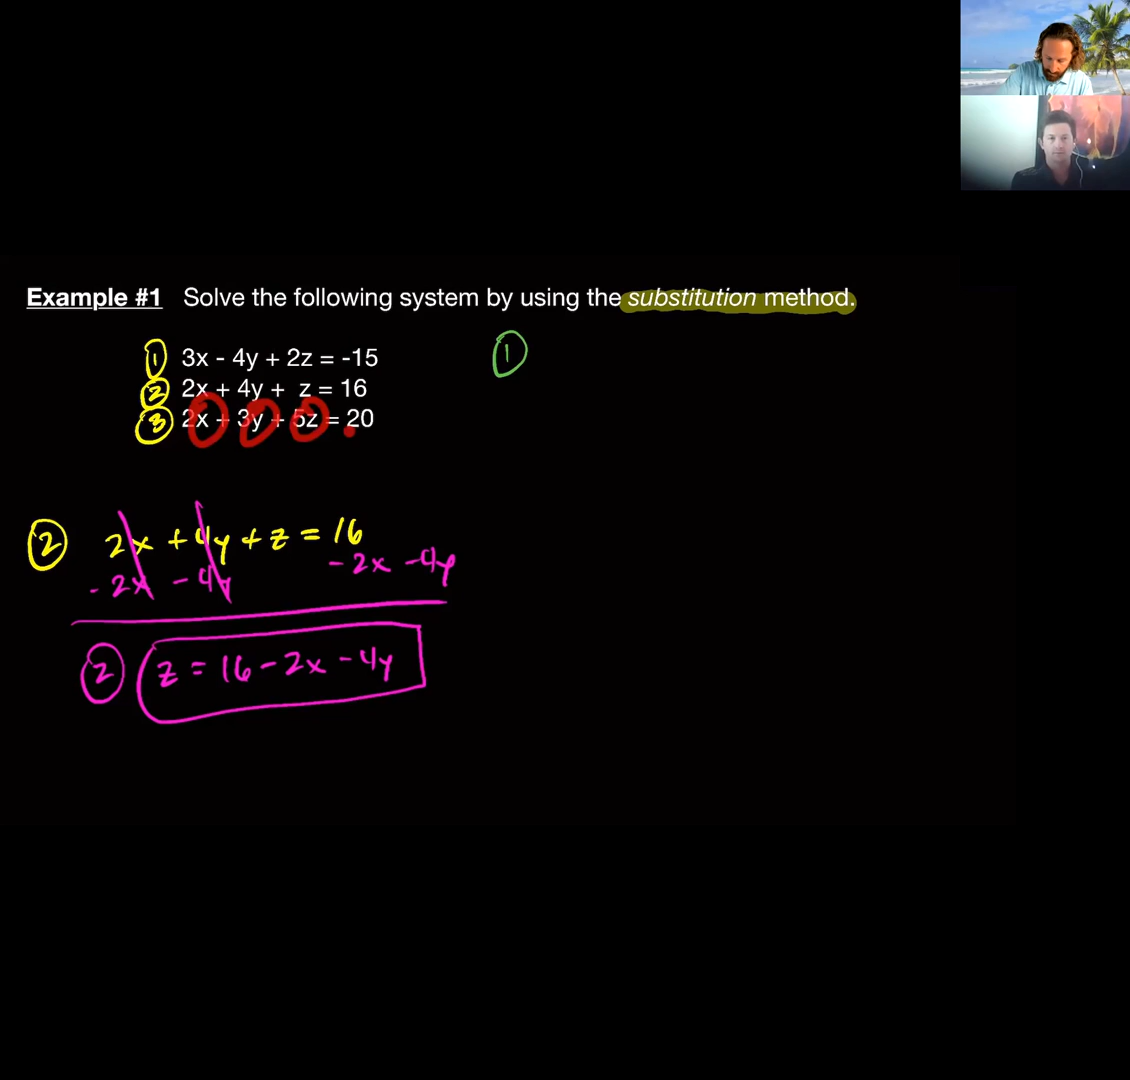 Example #1 Solve the following system by using the substitution method.
① 3x - 4y + 2z = -15 ①
② 2x + 4y + z = 16
③ 2x + 3y + 5z = 20
② 2x + 4y + z = 16
- 2x - 4y - 2x - 4y
② z = 16 - 2x - 4y